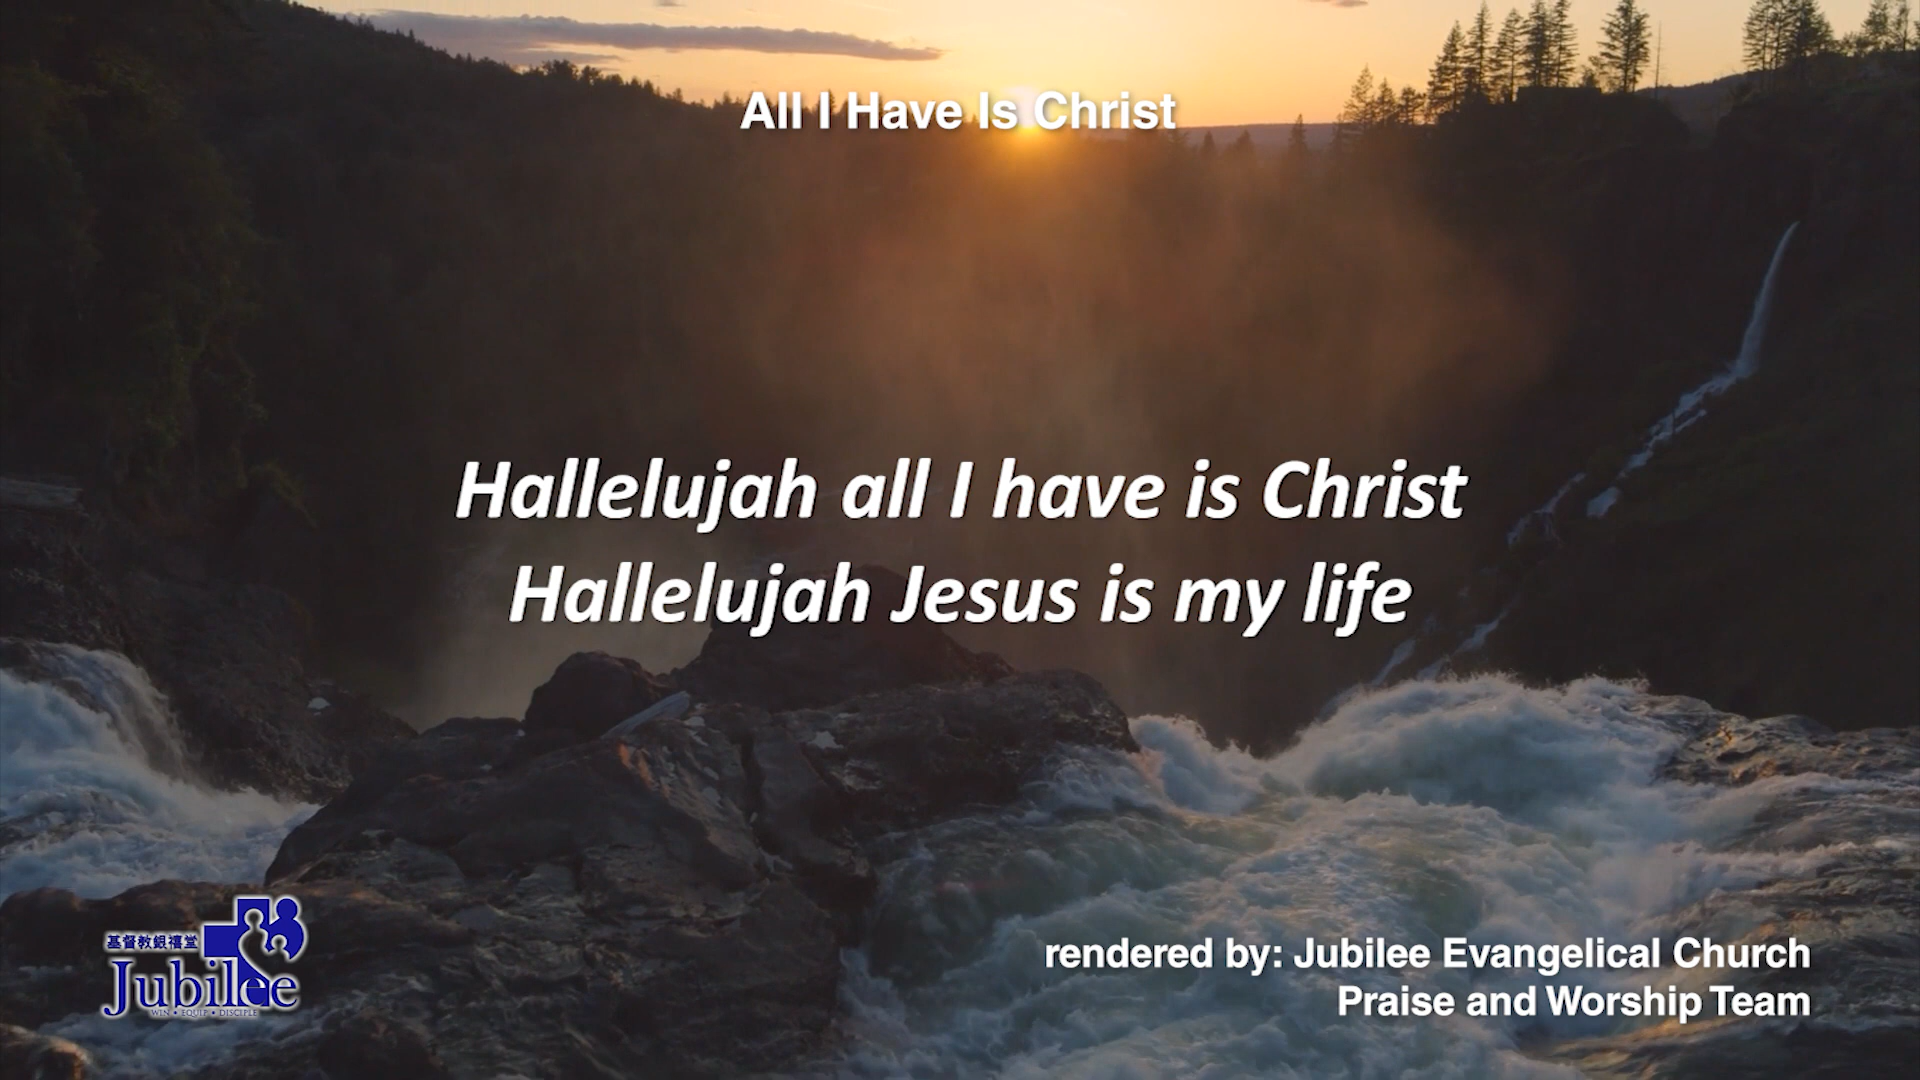 All I Have Is Christ
Hallelujah all I have is Christ
Hallelujah Jesus is my life
基督教銀禧堂
Jubilee
WIN • EQUIP • DISCIPLE
rendered by: Jubilee Evangelical Church
Praise and Worship Team